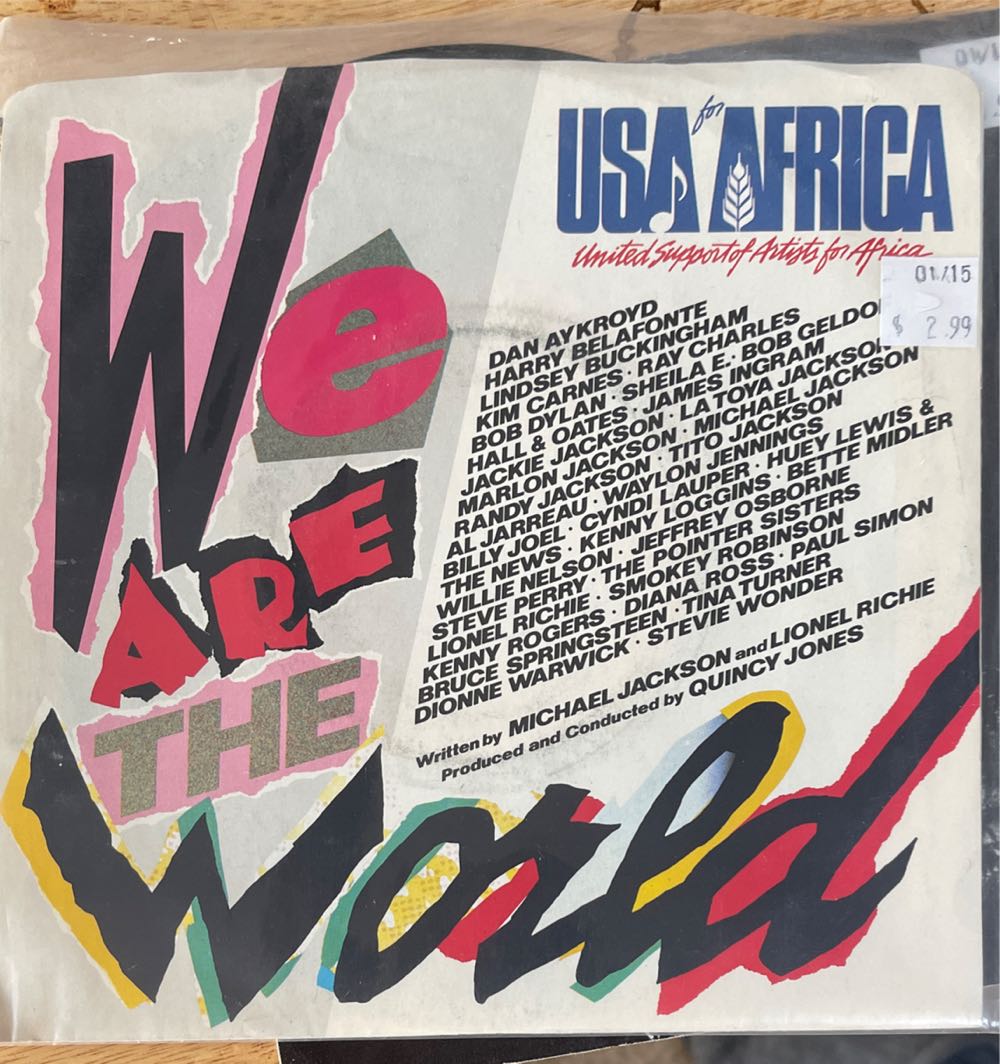 We
ARE
THE
World
USA for AFRICA
United Support of Artists for Africa
01/15
$ 2.99
DAN AYKROYD
HARRY BELAFONTE
LINDSEY BUCKINGHAM
KIM CARNES · RAY CHARLES
BOB DYLAN · SHEILA E. · BOB GELDO
HALL & OATES · JAMES INGRAM
JACKIE JACKSON · LA TOYA JACKSON
MARLON JACKSON · MICHAEL JACKSON
RANDY JACKSON · TITO JACKSON
AL JARREAU · WAYLON JENNINGS
BILLY JOEL · CYNDI LAUPER · HUEY LEWIS &
THE NEWS · KENNY LOGGINS · BETTE MIDLER
WILLIE NELSON · JEFFREY OSBORNE
STEVE PERRY · THE POINTER SISTERS
LIONEL RICHIE · SMOKEY ROBINSON
KENNY ROGERS · DIANA ROSS · PAUL SIMON
BRUCE SPRINGSTEEN · TINA TURNER
DIONNE WARWICK · STEVIE WONDER
Written by MICHAEL JACKSON and LIONEL RICHIE
Produced and Conducted by QUINCY JONES